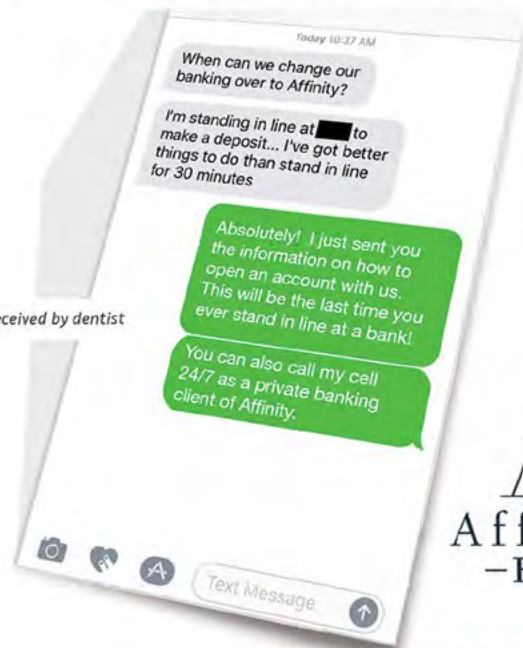 Today 10:37 AM
When can we change our
banking over to Affinity?
I'm standing in line at to
make a deposit... I've got better
things to do than stand in line
for 30 minutes
Absolutely! I just sent you
the information on how to
open an account with us.
This will be the last time you
ever stand in line at a bank!
ceived by dentist
You can also call my cell
24/7 as a private banking
client of Affinity.
Aff
Text Message